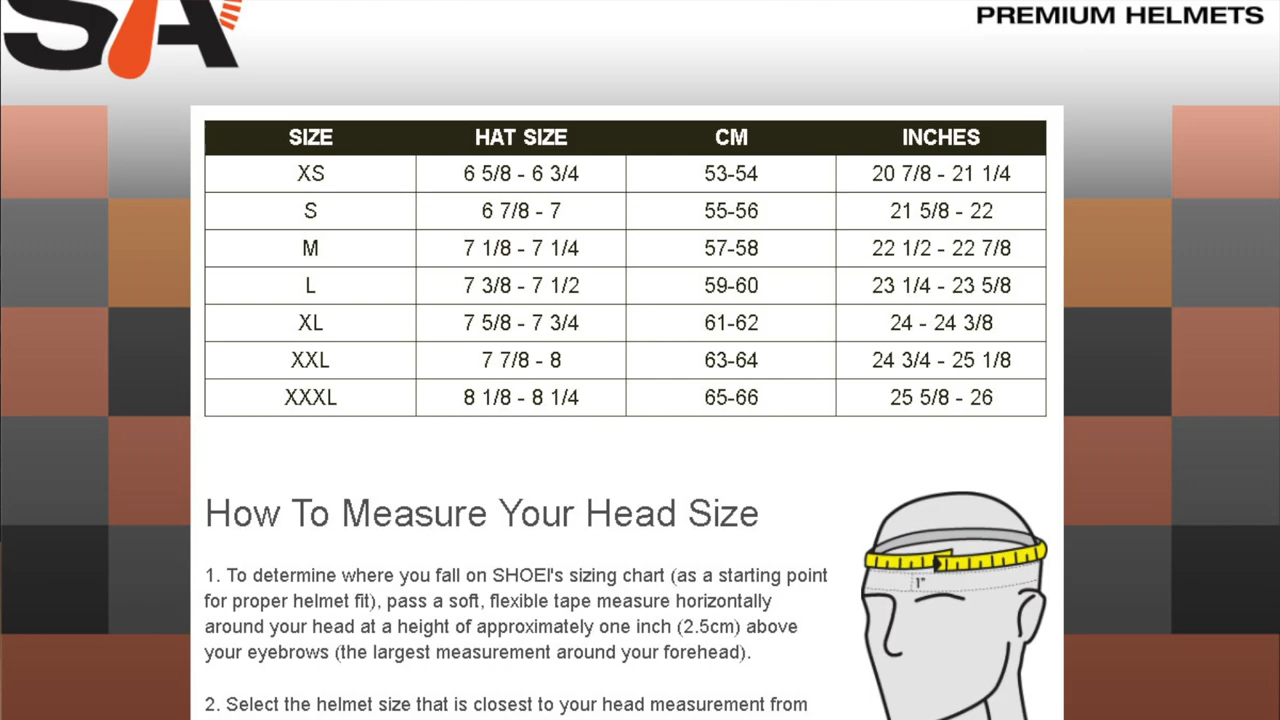 SA
PREMIUM HELMETS
SIZE HAT SIZE CM INCHES
XS 6 5/8 - 6 3/4 53-54 20 7/8 - 21 1/4
S 6 7/8 - 7 55-56 21 5/8 - 22
M 7 1/8 - 7 1/4 57-58 22 1/2 - 22 7/8
L 7 3/8 - 7 1/2 59-60 23 1/4 - 23 5/8
XL 7 5/8 - 7 3/4 61-62 24 - 24 3/8
XXL 7 7/8 - 8 63-64 24 3/4 - 25 1/8
XXXL 8 1/8 - 8 1/4 65-66 25 5/8 - 26
How To Measure Your Head Size
1. To determine where you fall on SHOEI's sizing chart (as a starting point
for proper helmet fit), pass a soft, flexible tape measure horizontally
around your head at a height of approximately one inch (2.5cm) above
your eyebrows (the largest measurement around your forehead).
2. Select the helmet size that is closest to your head measurement from
1"